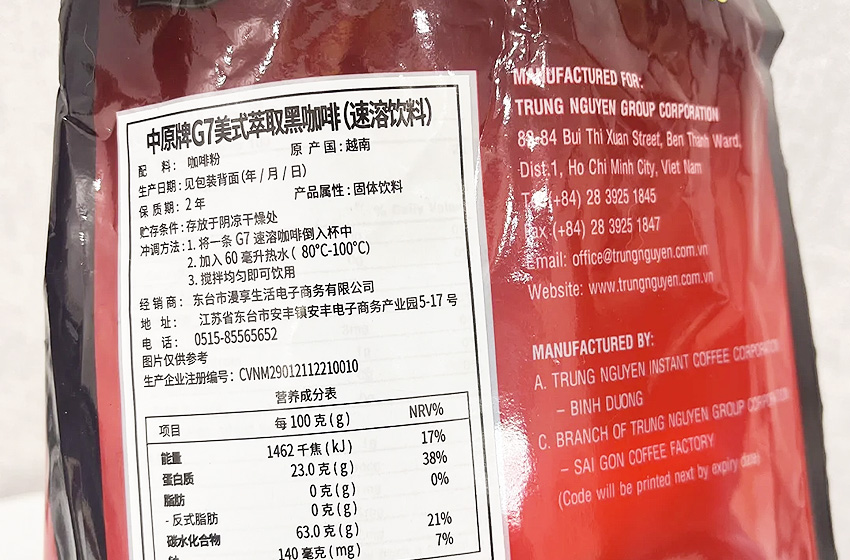 中原牌G7美式萃取黑咖啡(速溶饮料)
配 料: 咖啡粉
原 产 国:越南
生产日期:见包装背面(年/月/日)
保 质 期:2 年
产品属性:固体饮料
贮存条件:存放于阴凉干燥处
冲调方法:1. 将一条 G7 速溶咖啡倒入杯中
2. 加入 60 毫升热水( 80°C-100°C)
3. 搅拌均匀即可饮用
经 销 商: 东台市漫享生活电子商务有限公司
地 址: 江苏省东台市安丰镇安丰电子商务产业园5-17 号
电 话: 0515-85565652
图片仅供参考
生产企业注册编号: CVNM29012112210010
营养成分表
项目 每 100 克(g) NRV%
能量 1462 千焦(kJ) 17%
蛋白质 23.0 克(g) 38%
脂肪 0 克(g) 0%
- 反式脂肪 0 克(g)
碳水化合物 63.0 克(g) 21%
钠 140 毫克(mg) 7%
MANUFACTURED FOR:
TRUNG NGUYEN GROUP CORPORATION
82-84 Bui Thi Xuan Street, Ben Thanh Ward,
Dist.1, Ho Chi Minh City, Viet Nam
Tel: (+84) 28 3925 1845
Fax: (+84) 28 3925 1847
Email: office@trungnguyen.com.vn
Website: www.trungnguyen.com.vn
MANUFACTURED BY:
A. TRUNG NGUYEN INSTANT COFFEE CORPORATION
– BINH DUONG
C. BRANCH OF TRUNG NGUYEN GROUP CORPORATION
– SAI GON COFFEE FACTORY
(Code will be printed next by expiry date)